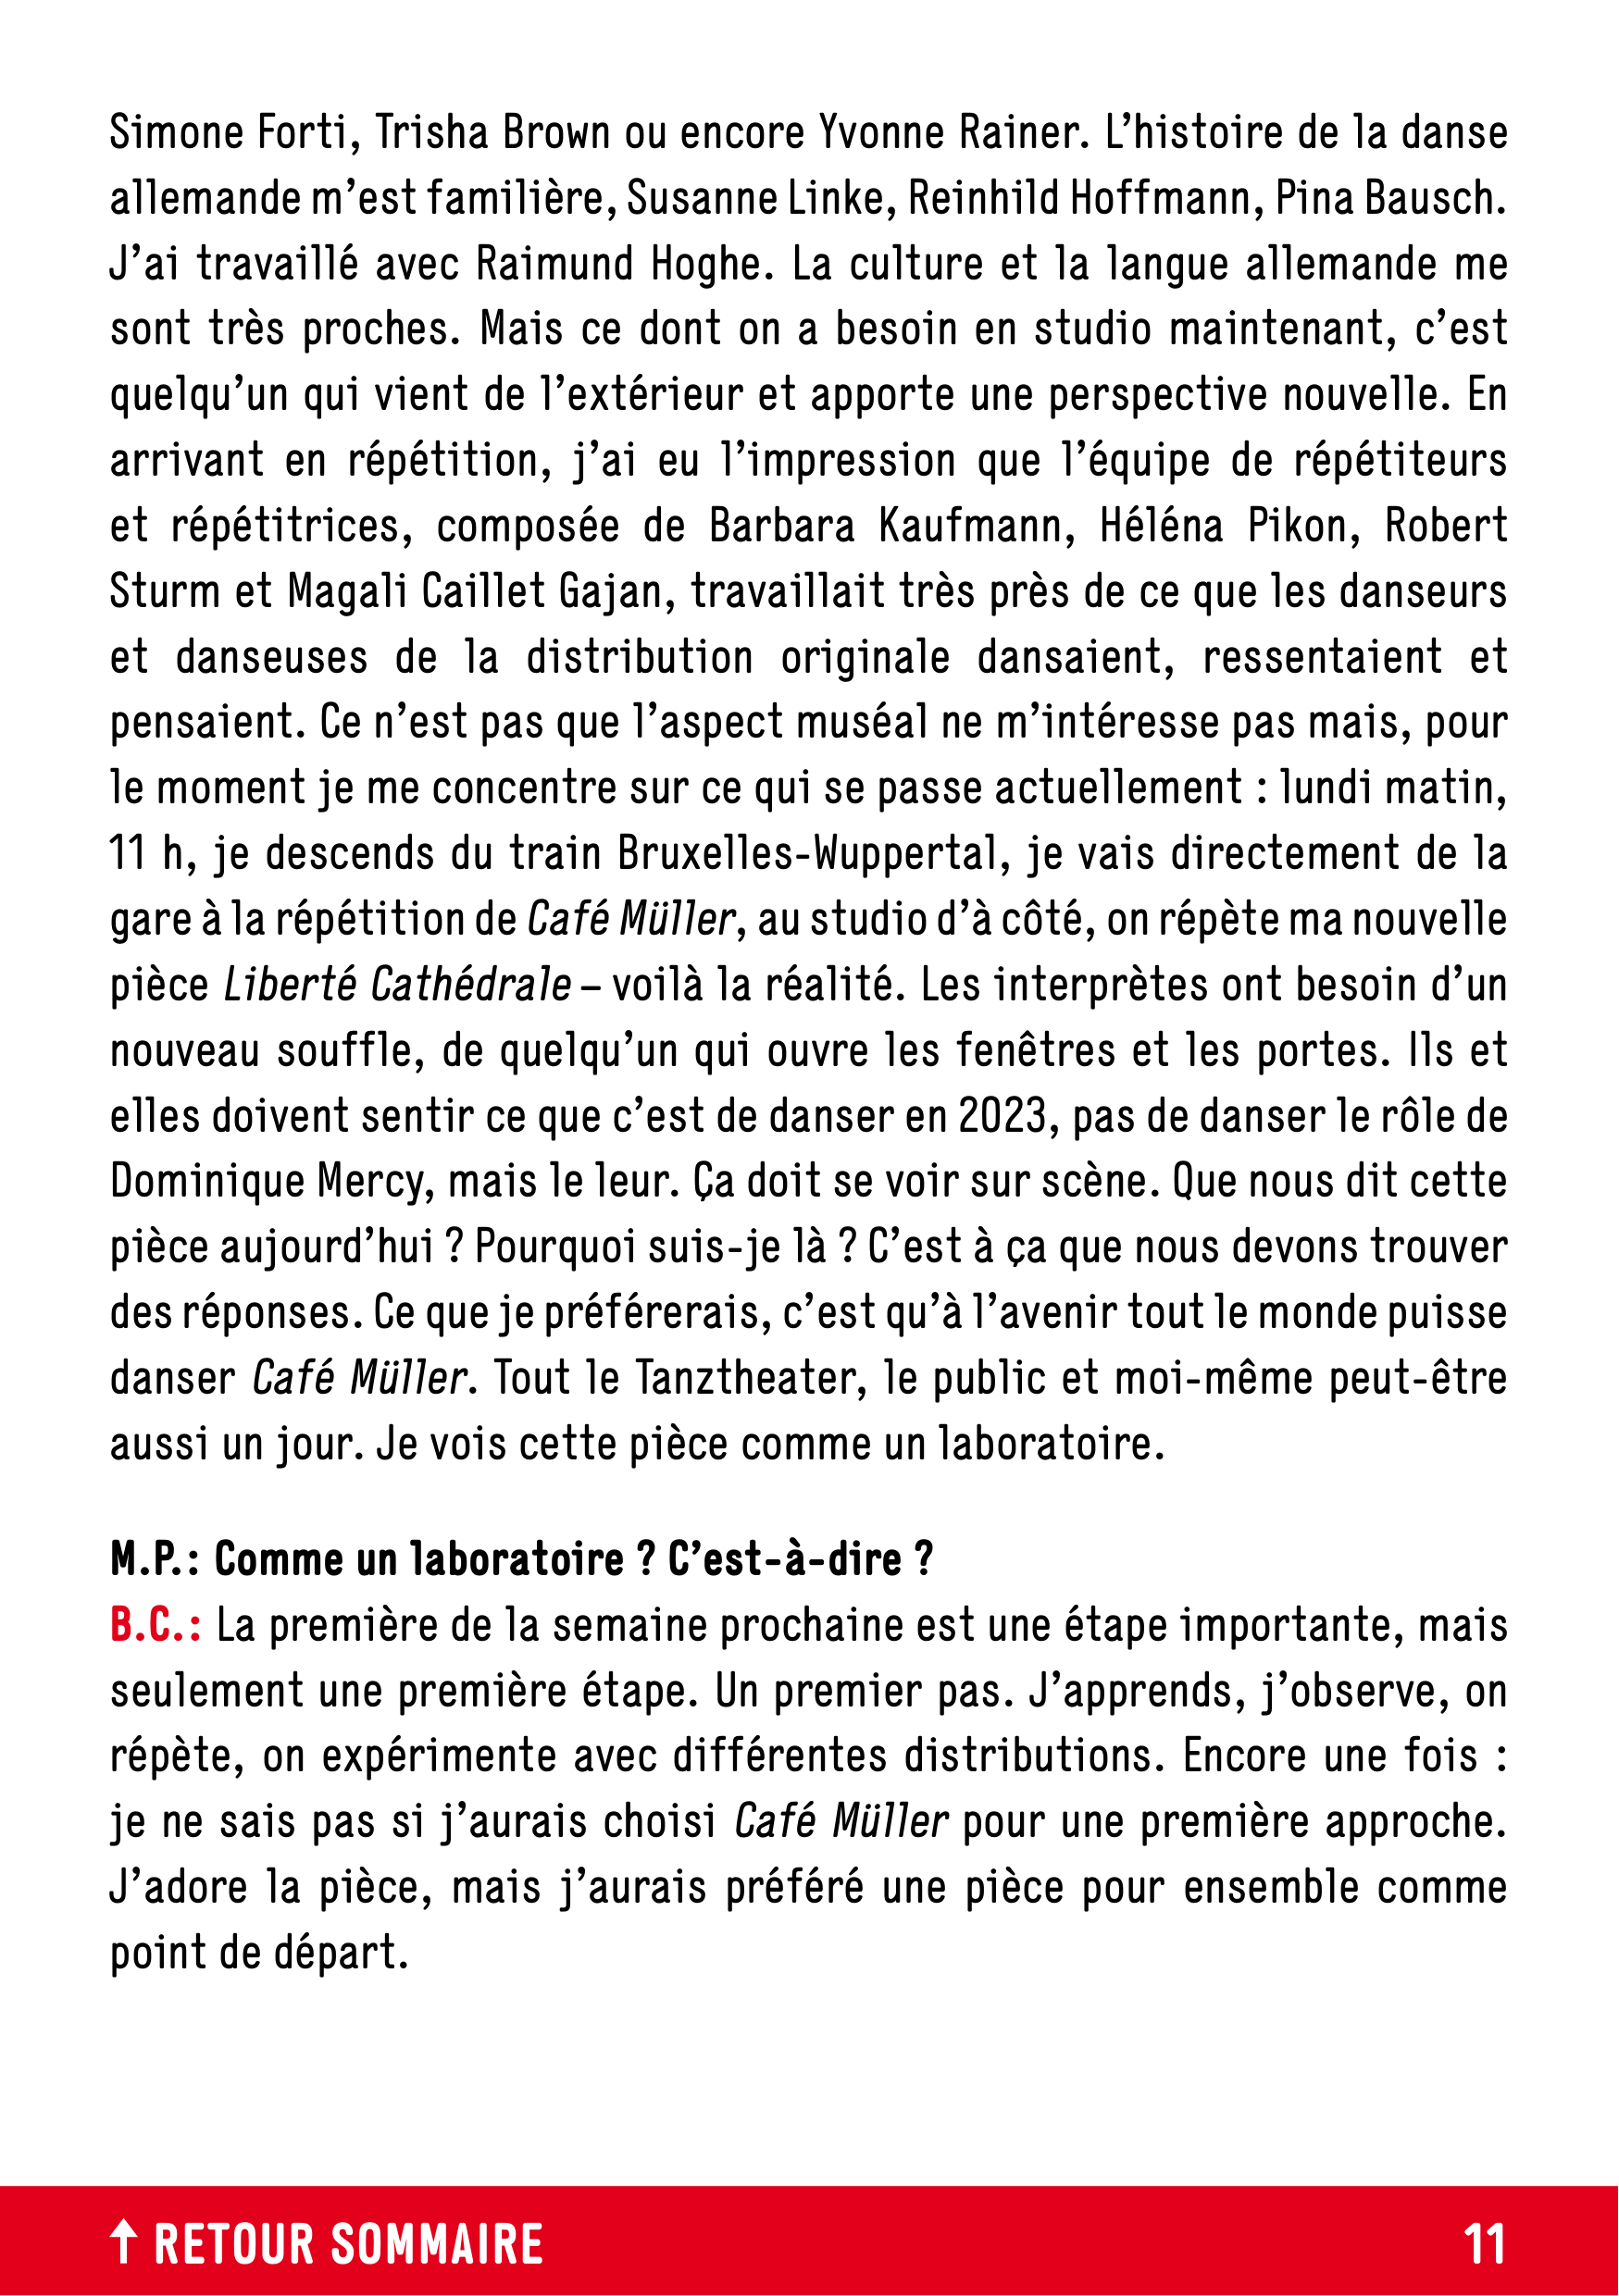 Simone Forti, Trisha Brown ou encore Yvonne Rainer. L’histoire de la danse
allemande m’est familière, Susanne Linke, Reinhild Hoffmann, Pina Bausch.
J’ai travaillé avec Raimund Hoghe. La culture et la langue allemande me
sont très proches. Mais ce dont on a besoin en studio maintenant, c’est
quelqu’un qui vient de l’extérieur et apporte une perspective nouvelle. En
arrivant en répétition, j’ai eu l’impression que l’équipe de répétiteurs
et répétitrices, composée de Barbara Kaufmann, Héléna Pikon, Robert
Sturm et Magali Caillet Gajan, travaillait très près de ce que les danseurs
et danseuses de la distribution originale dansaient, ressentaient et
pensaient. Ce n’est pas que l’aspect muséal ne m’intéresse pas mais, pour
le moment je me concentre sur ce qui se passe actuellement : lundi matin,
11 h, je descends du train Bruxelles-Wuppertal, je vais directement de la
gare à la répétition de Café Müller, au studio d’à côté, on répète ma nouvelle
pièce Liberté Cathédrale – voilà la réalité. Les interprètes ont besoin d’un
nouveau souffle, de quelqu’un qui ouvre les fenêtres et les portes. Ils et
elles doivent sentir ce que c’est de danser en 2023, pas de danser le rôle de
Dominique Mercy, mais le leur. Ça doit se voir sur scène. Que nous dit cette
pièce aujourd’hui ? Pourquoi suis-je là ? C’est à ça que nous devons trouver
des réponses. Ce que je préférerais, c’est qu’à l’avenir tout le monde puisse
danser Café Müller. Tout le Tanztheater, le public et moi-même peut-être
aussi un jour. Je vois cette pièce comme un laboratoire.
M.P.: Comme un laboratoire ? C’est-à-dire ?
B.C.: La première de la semaine prochaine est une étape importante, mais
seulement une première étape. Un premier pas. J’apprends, j’observe, on
répète, on expérimente avec différentes distributions. Encore une fois :
je ne sais pas si j’aurais choisi Café Müller pour une première approche.
J’adore la pièce, mais j’aurais préféré une pièce pour ensemble comme
point de départ.
RETOUR SOMMAIRE
11